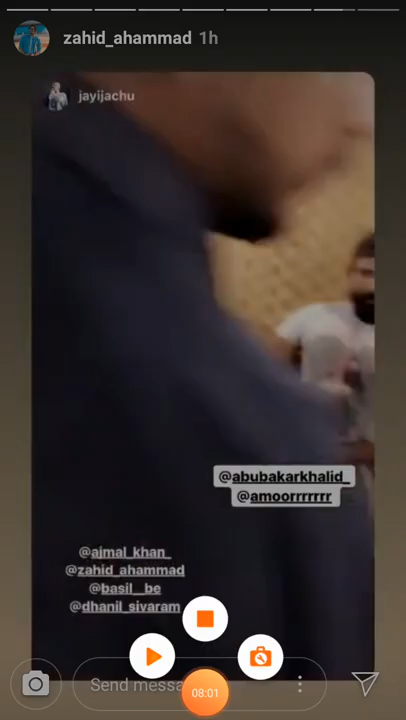 zahid_ahammad 1h
jayijachu
@abubakarkhalid_
@amoorrrrrrr
@ajmal_khan_
@zahid_ahammad
@basil__be
@dhanil_sivaram
Send messa
08:01